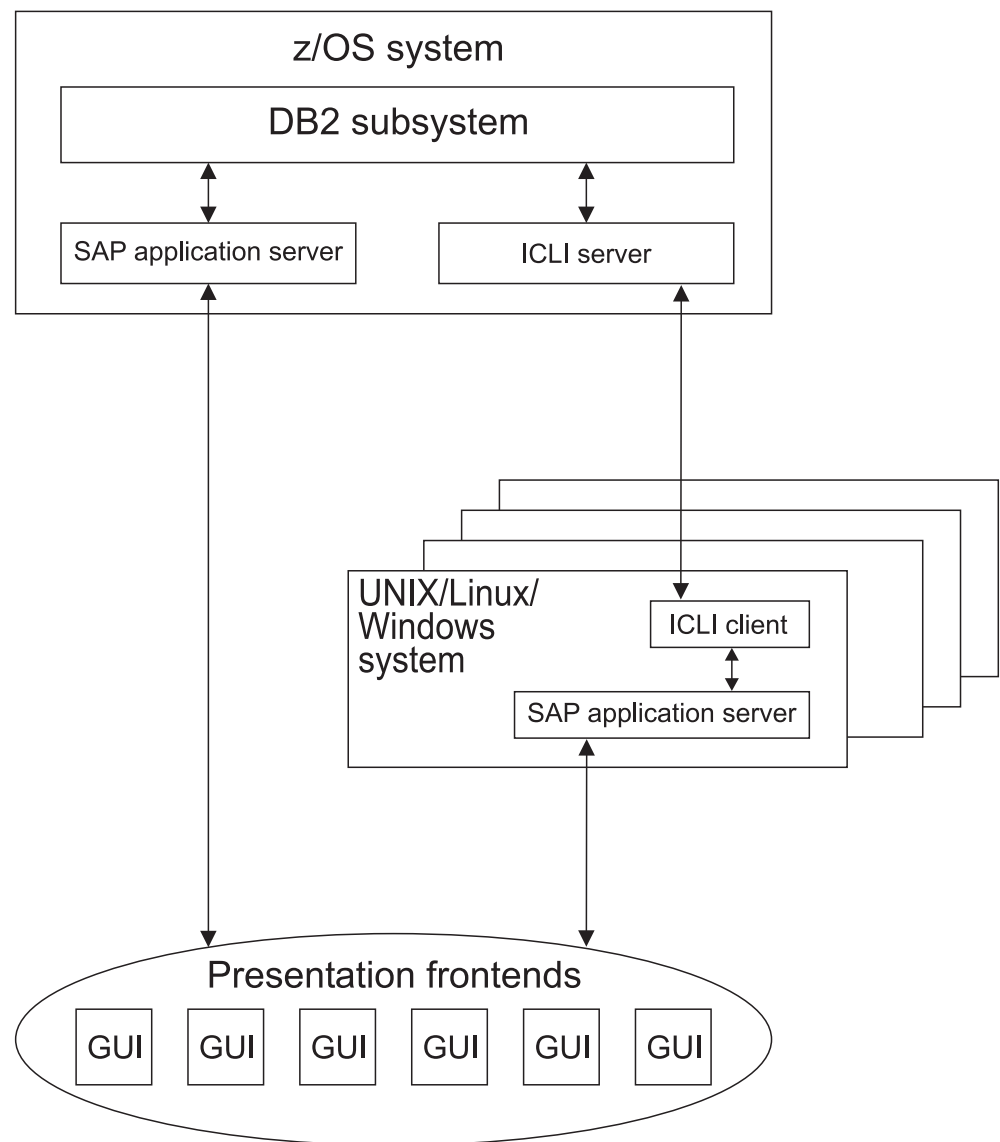 z/OS system
DB2 subsystem
SAP application server
ICLI server
UNIX/Linux/
Windows
system
ICLI client
SAP application server
Presentation frontends
GUI
GUI
GUI
GUI
GUI
GUI